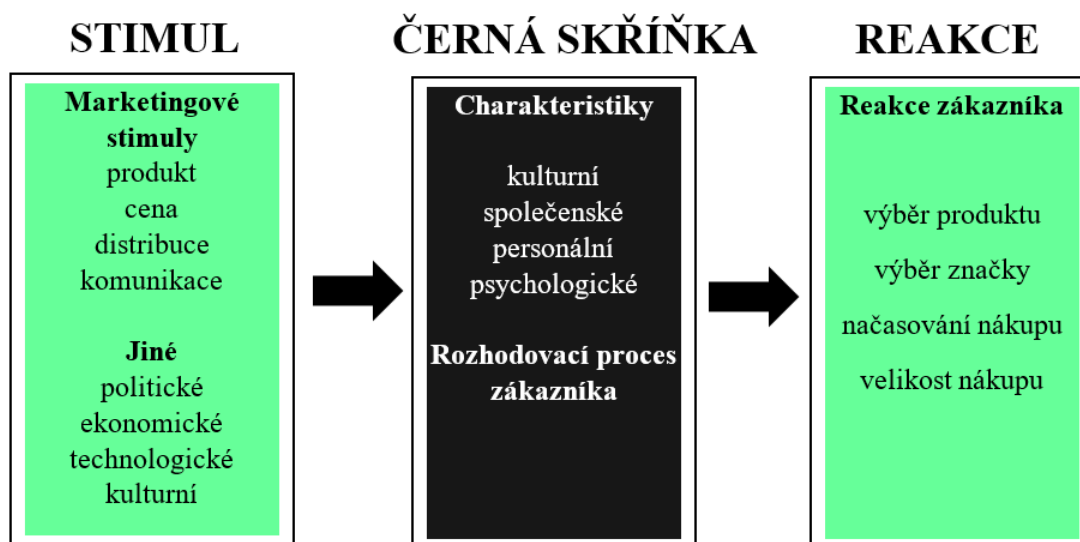 STIMUL
Marketingové
stimuly
produkt
cena
distribuce
komunikace
Jiné
politické
ekonomické
technologické
kulturní
ČERNÁ SKŘÍŇKA
Charakteristiky
kulturní
společenské
personální
psychologické
Rozhodovací proces
zákazníka
REAKCE
Reakce zákazníka
výběr produktu
výběr značky
načasování nákupu
velikost nákupu